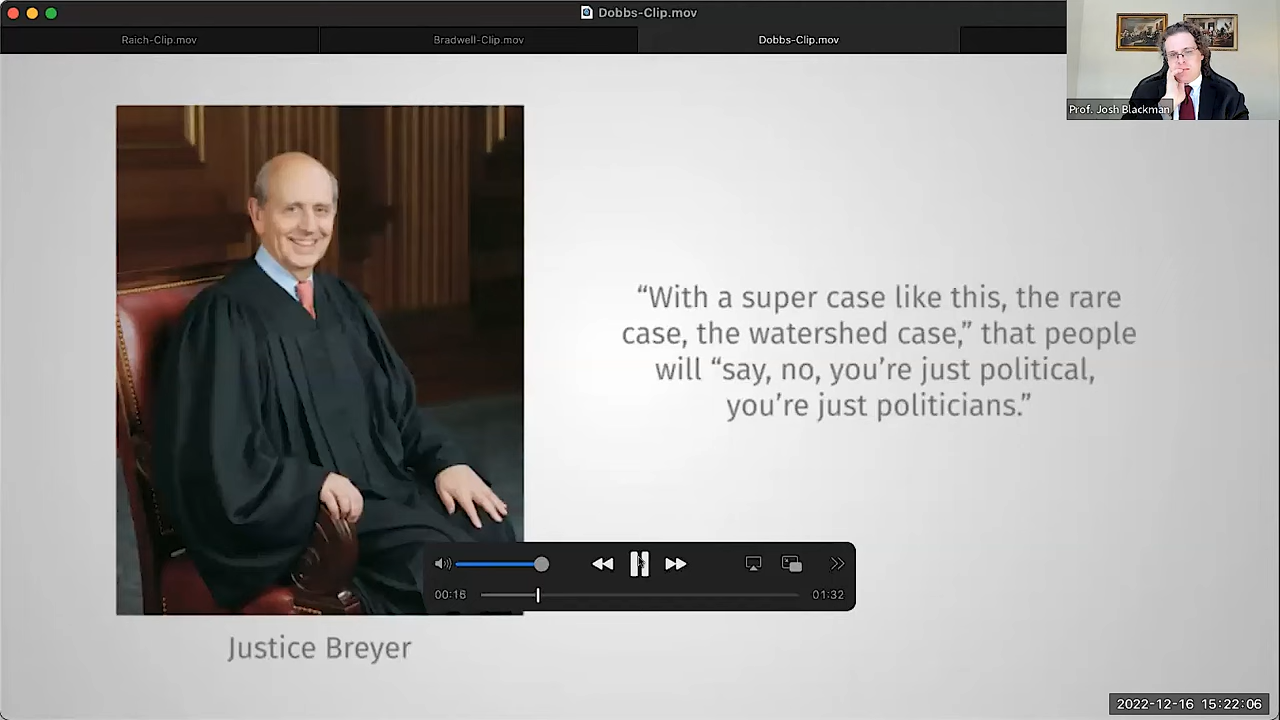 Dobbs-Clip.mov
Raich-Clip.mov
Bradwell-Clip.mov
Dobbs-Clip.mov
Prof. Josh Blackman
“With a super case like this, the rare
case, the watershed case,” that people
will “say, no, you’re just political,
you’re just politicians.”
00:16
01:32
Justice Breyer
2022-12-16 15:22:06